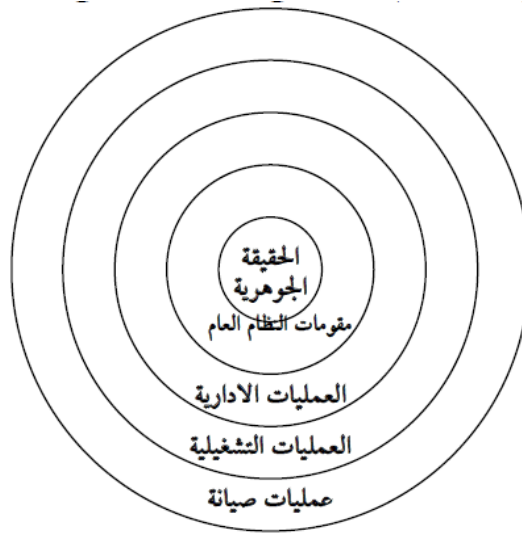 الحقيقة
الجوهرية
مقومات النظام العام
العمليات الادارية
العمليات التشغيلية
عمليات صيانة